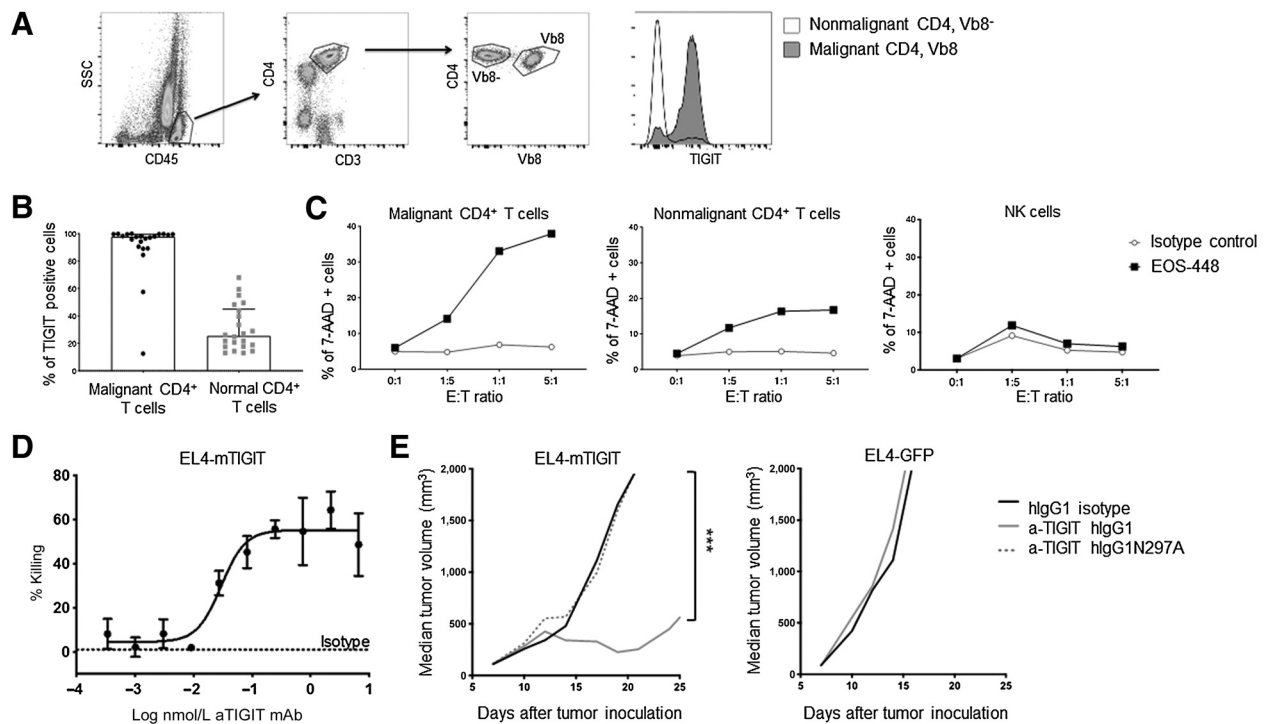 A
SSC
CD45
CD4
CD3
CD4
Vb8
Vb8-
Vb8
TIGIT
Nonmalignant CD4, Vb8-
Malignant CD4, Vb8
B
% of TIGIT positive cells
100
80
60
40
20
0
Malignant CD4+
T cells
Normal CD4+
T cells
C
Malignant CD4+ T cells
% of 7-AAD + cells
40
30
20
10
0
0:1 1:5 1:1 5:1
E:T ratio
Nonmalignant CD4+ T cells
% of 7-AAD + cells
40
30
20
10
0
0:1 1:5 1:1 5:1
E:T ratio
NK cells
% of 7-AAD + cells
40
30
20
10
0
0:1 1:5 1:1 5:1
E:T ratio
Isotype control
EOS-448
D
EL4-mTIGIT
% Killing
80
60
40
20
0
Isotype
−4 −3 −2 −1 0 1
Log nmol/L aTIGIT mAb
E
EL4-mTIGIT
Median tumor volume (mm3)
2,000
1,500
1,000
500
0
5 10 15 20 25
Days after tumor inoculation
***
EL4-GFP
Median tumor volume (mm3)
2,000
1,500
1,000
500
0
5 10 15 20 25
Days after tumor inoculation
hIgG1 isotype
a-TIGIT hIgG1
a-TIGIT hIgG1N297A